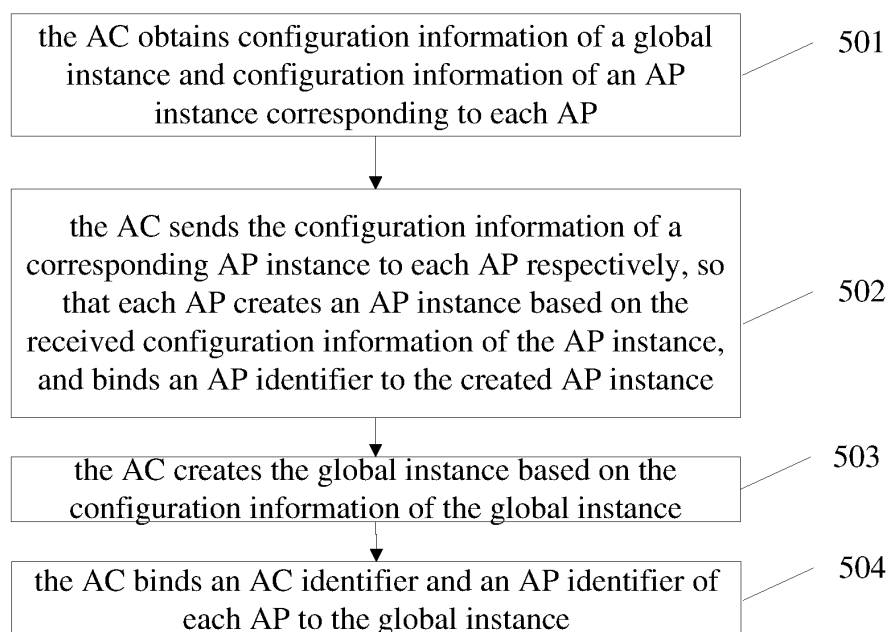 the AC obtains configuration information of a global
instance and configuration information of an AP
instance corresponding to each AP
501
the AC sends the configuration information of a
corresponding AP instance to each AP respectively, so
that each AP creates an AP instance based on the
received configuration information of the AP instance,
and binds an AP identifier to the created AP instance
502
the AC creates the global instance based on the
configuration information of the global instance
503
the AC binds an AC identifier and an AP identifier of
each AP to the global instance
504